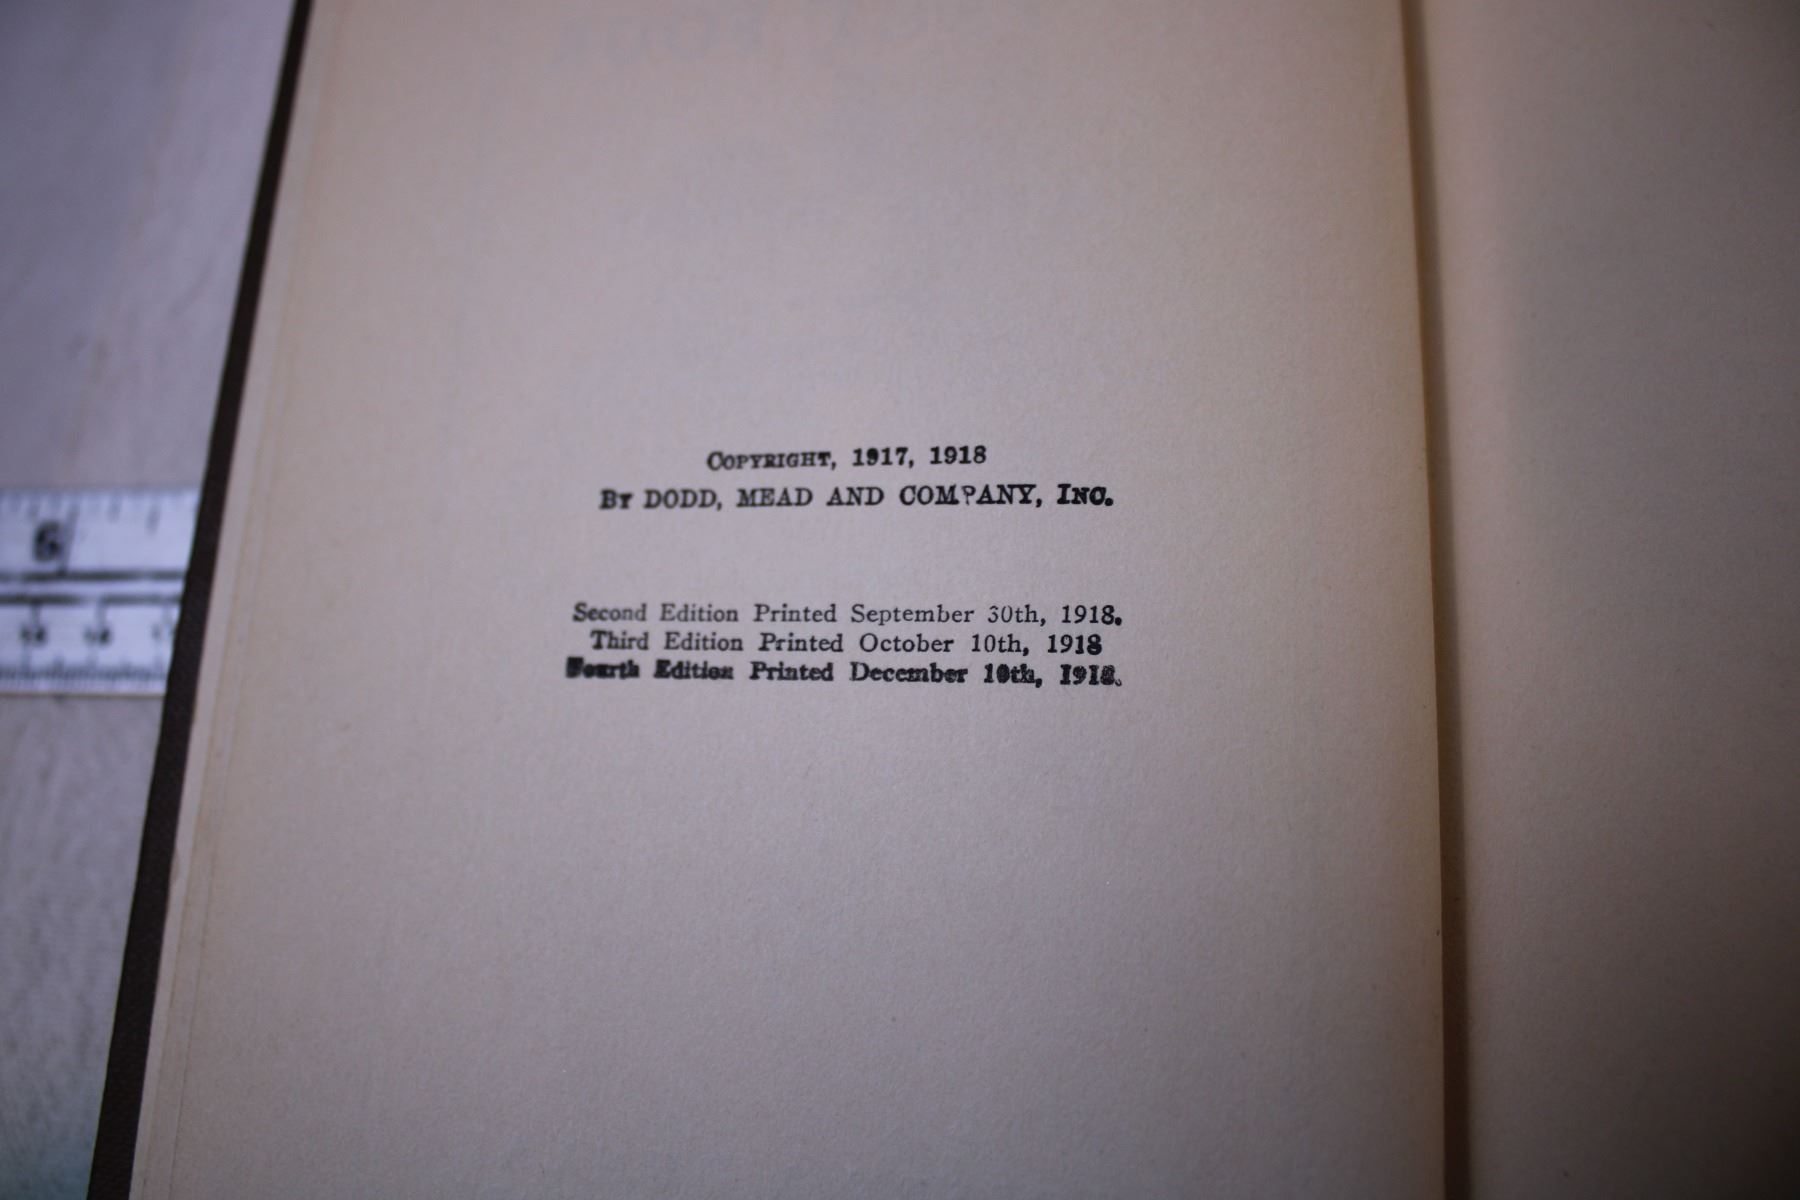 COPYRIGHT, 1917, 1918
BY DODD, MEAD AND COMPANY, INC.
Second Edition Printed September 30th, 1918.
Third Edition Printed October 10th, 1918
Fourth Edition Printed December 10th, 1918.
6